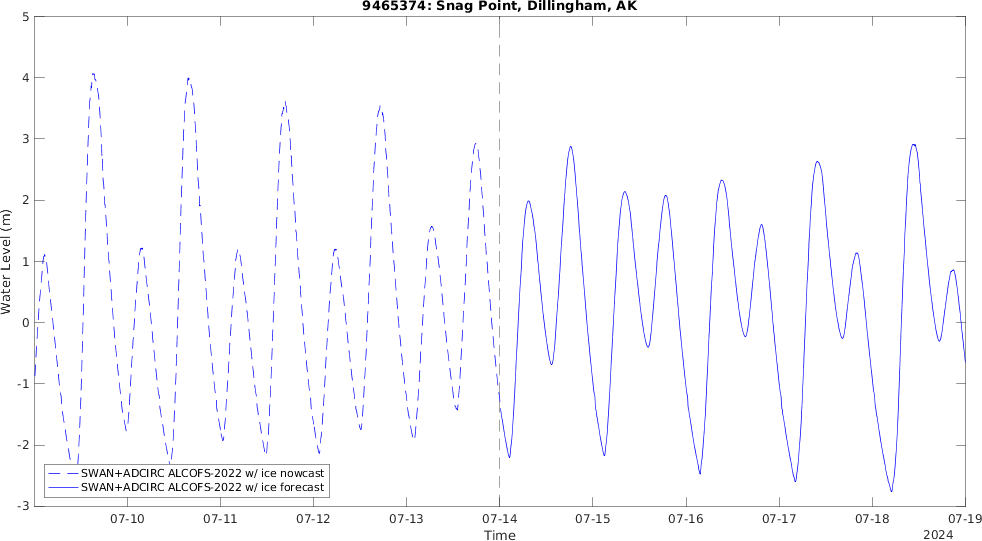 9465374: Snag Point, Dillingham, AK
5
4
3
2
1
0
-1
-2
-3
Water Level (m)
SWAN+ADCIRC ALCOFS-2022 w/ ice nowcast
SWAN+ADCIRC ALCOFS-2022 w/ ice forecast
07-10 07-11 07-12 07-13 07-14 07-15 07-16 07-17 07-18 07-19
Time
2024